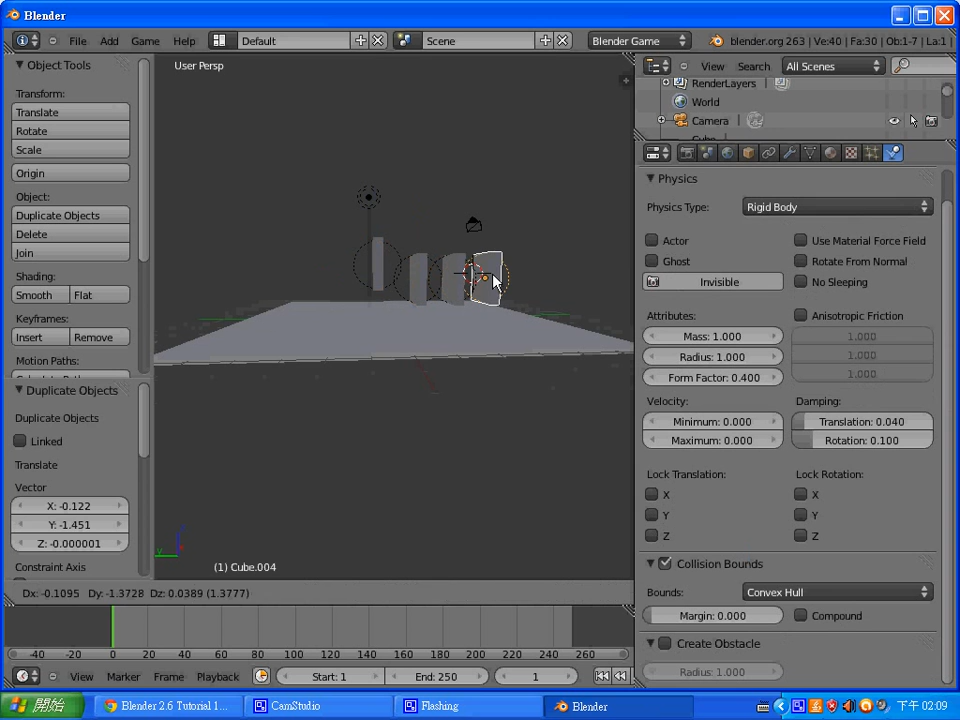 Blender
File Add Game Help Default Scene Blender Game blender.org 263 | Ve:40 | Fa:30 | Ob:1-7 | La:1
Object Tools
Transform:
Translate
Rotate
Scale
Origin
Object:
Duplicate Objects
Delete
Join
Shading:
Smooth Flat
Keyframes:
Insert Remove
Motion Paths:
Duplicate Objects
Duplicate Objects
Linked
Translate
Vector
X: -0.122
Y: -1.451
Z: -0.000001
Constraint Axis
User Persp
(1) Cube.004
Dx: -0.1095 Dy: -1.3728 Dz: 0.0389 (1.3777)
View Search All Scenes
RenderLayers
World
Camera
Physics
Physics Type: Rigid Body
Actor Use Material Force Field
Ghost Rotate From Normal
Invisible No Sleeping
Attributes: Anisotropic Friction
Mass: 1.000 1.000
Radius: 1.000 1.000
Form Factor: 0.400 1.000
Velocity: Damping:
Minimum: 0.000 Translation: 0.040
Maximum: 0.000 Rotation: 0.100
Lock Translation: Lock Rotation:
X X
Y Y
Z Z
Collision Bounds
Bounds: Convex Hull
Margin: 0.000 Compound
Create Obstacle
Radius: 1.000
-40 -20 0 20 40 60 80 100 120 140 160 180 200 220 240 260
View Marker Frame Playback Start: 1 End: 250 1
開始 Blender 2.6 Tutorial 1... CamStudio Flashing Blender 下午 02:09